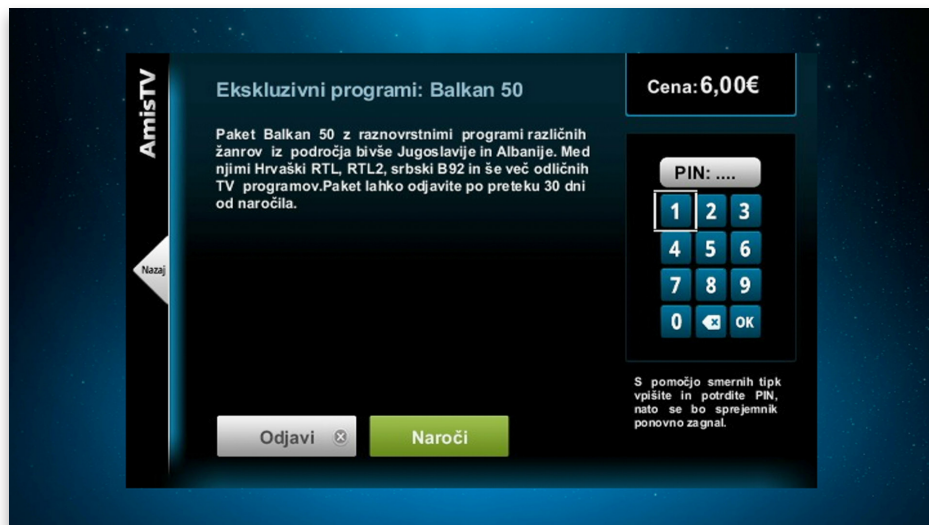 AmisTV
Nazaj
Ekskluzivni programi: Balkan 50
Paket Balkan 50 z raznovrstnimi programi različnih
žanrov iz področja bivše Jugoslavije in Albanije. Med
njimi Hrvaški RTL, RTL2, srbski B92 in še več odličnih
TV programov.Paket lahko odjavite po preteku 30 dni
od naročila.
Odjavi
Naroči
Cena:6,00€
PIN: ....
1 2 3
4 5 6
7 8 9
0 OK
S pomočjo smernih tipk
vpišite in potrdite PIN,
nato se bo sprejemnik
ponovno zagnal.